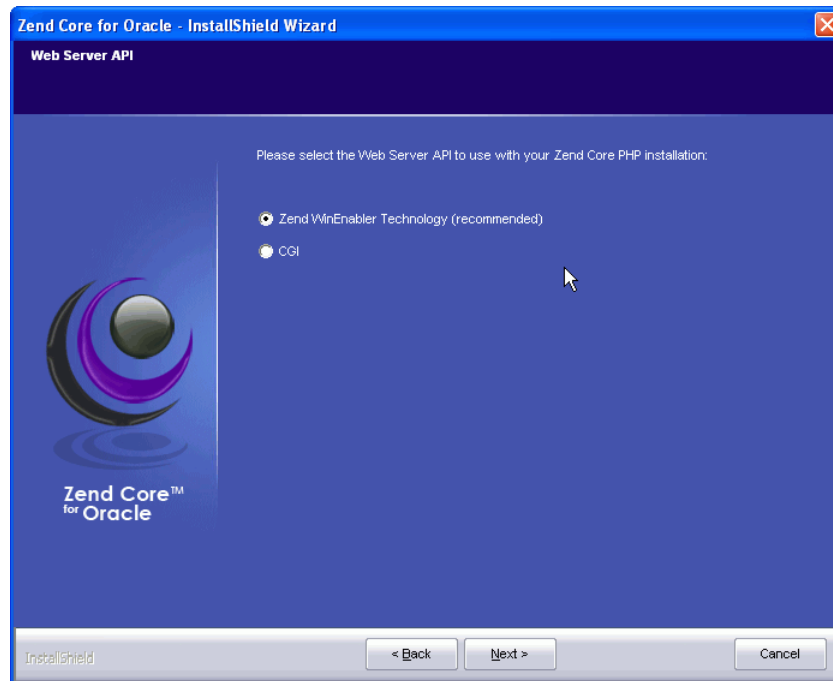 Zend Core for Oracle - InstallShield Wizard
Web Server API
Please select the Web Server API to use with your Zend Core PHP installation:
Zend WinEnabler Technology (recommended)
CGI
Zend Core™
for Oracle
InstallShield
< Back
Next >
Cancel